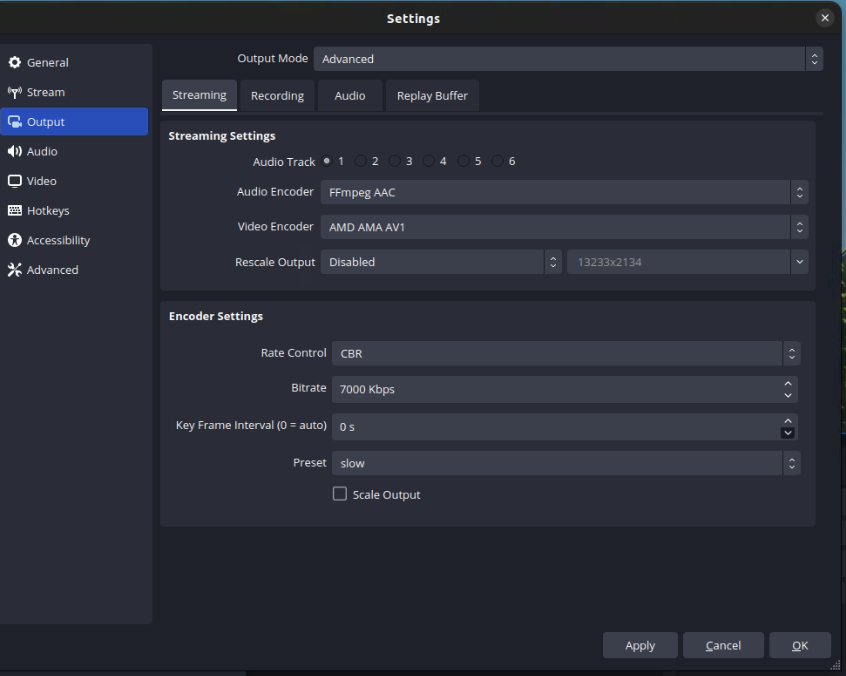 Settings
General
Stream
Output
Audio
Video
Hotkeys
Accessibility
Advanced
Output Mode Advanced
Streaming Recording Audio Replay Buffer
Streaming Settings
Audio Track 1 2 3 4 5 6
Audio Encoder FFmpeg AAC
Video Encoder AMD AMA AV1
Rescale Output Disabled 13233x2134
Encoder Settings
Rate Control CBR
Bitrate 7000 Kbps
Key Frame Interval (0 = auto) 0 s
Preset slow
Scale Output
Apply Cancel OK